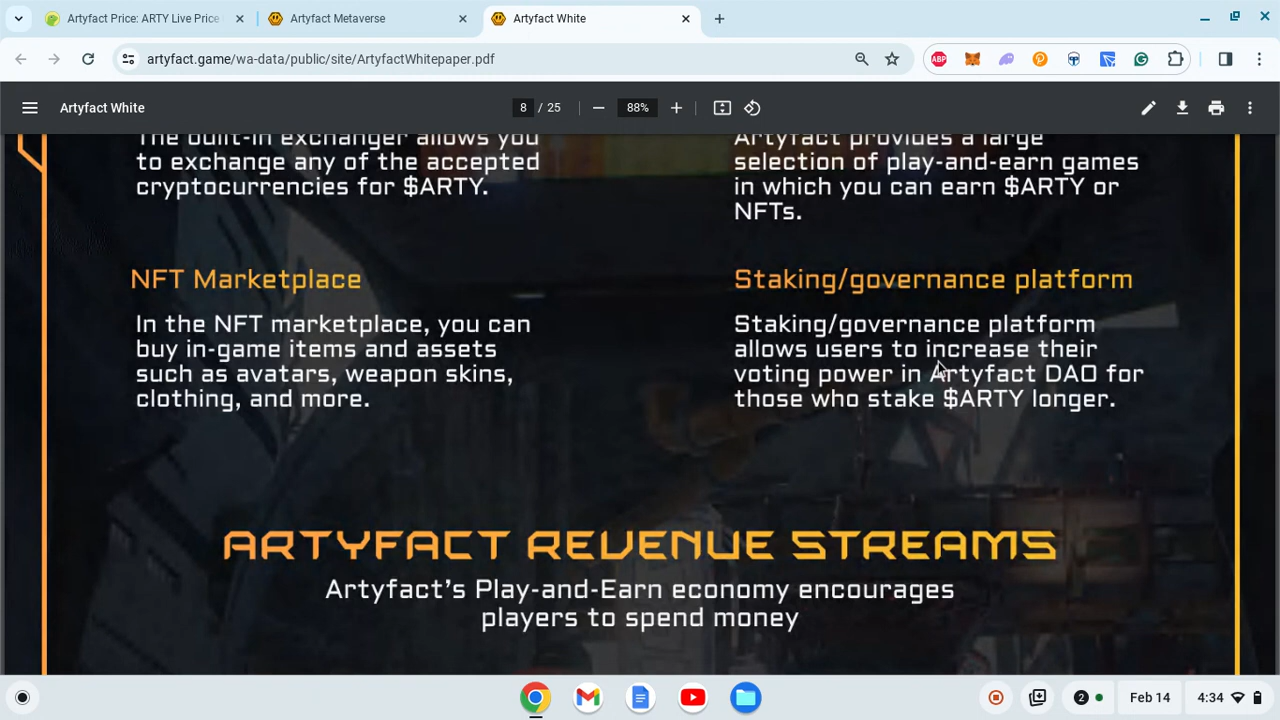 Artyfact Price: ARTY Live Price
Artyfact Metaverse
Artyfact White
artyfact.game/ma-data/public/site/ArtyfactWhitepaper.pdf
ABP
Artyfact White
8 / 25
88%
The built-in exchanger allows you
to exchange any of the accepted
cryptocurrencies for $ARTY.
Artyfact provides a large
selection of play-and-earn games
in which you can earn $ARTY or
NFTs.
NFT Marketplace
In the NFT marketplace, you can
buy in-game items and assets
such as avatars, weapon skins,
clothing, and more.
Staking/governance platform
Staking/governance platform
allows users to increase their
voting power in Artyfact DAO for
those who stake $ARTY longer.
ARTYFACT REVENUE STREAMS
Artyfact's Play-and-Earn economy encourages
players to spend money
2
Feb 14
4:34